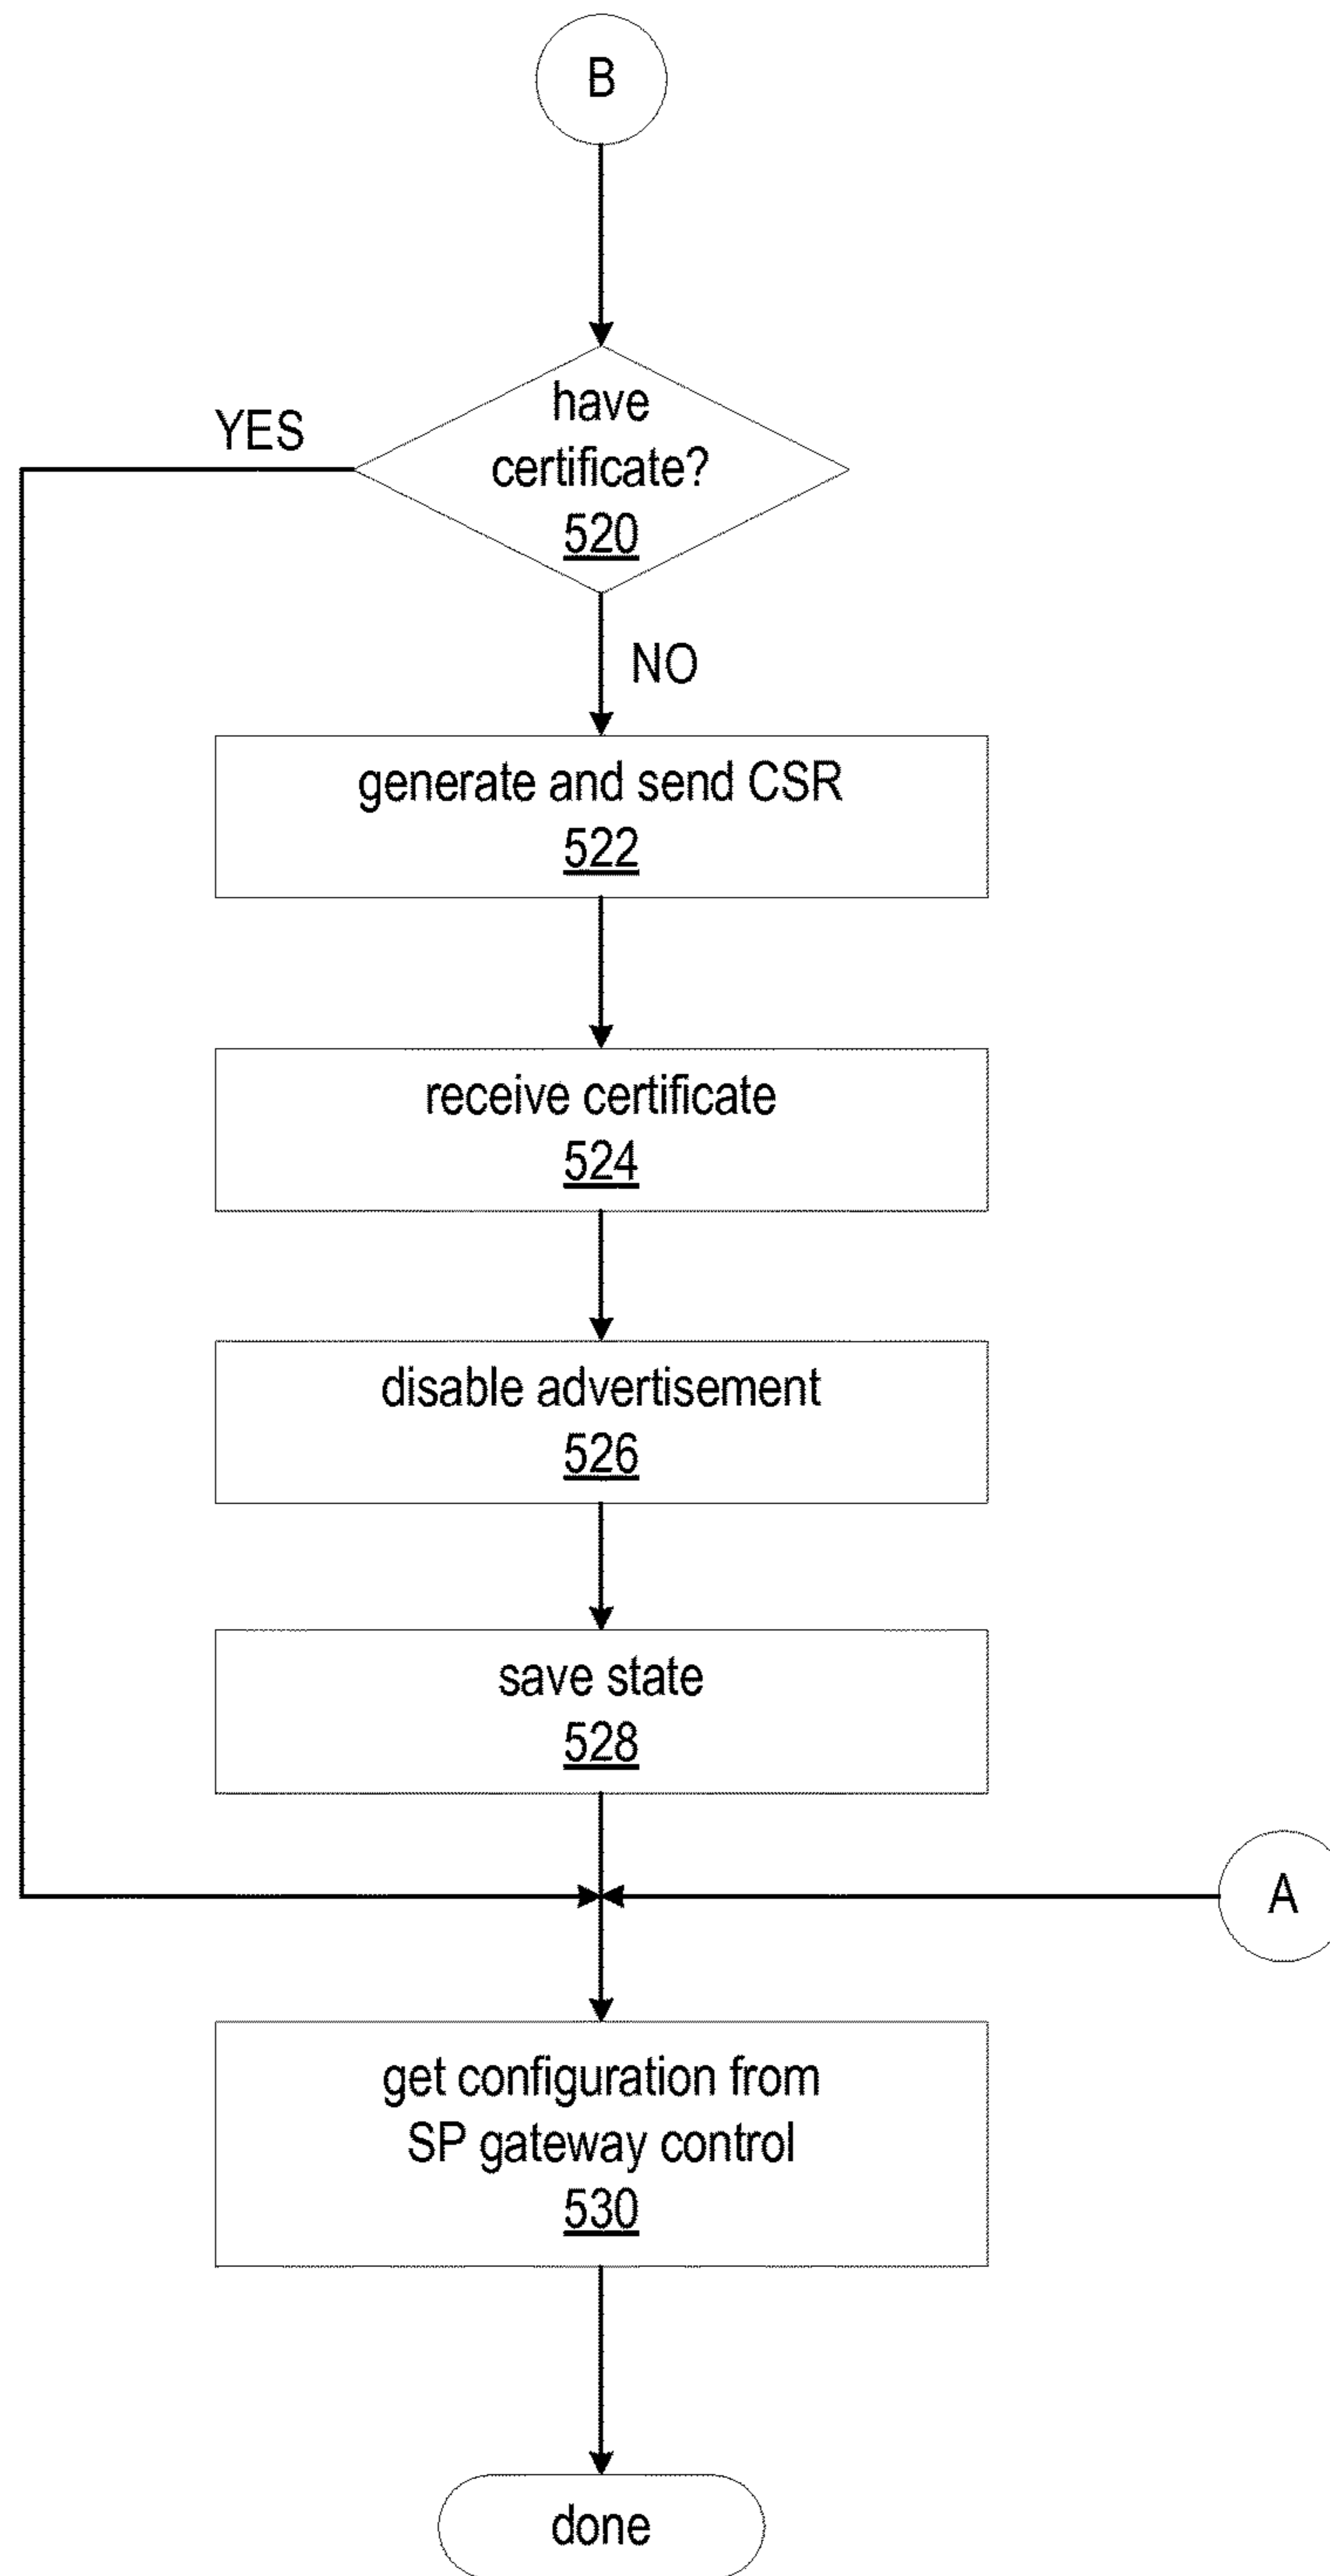 B
have
certificate?
520
YES
NO
generate and send CSR
522
receive certificate
524
disable advertisement
526
save state
528
A
get configuration from
SP gateway control
530
done